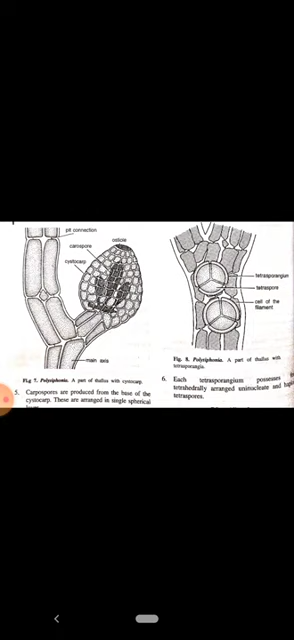 pit connection
carospore
ostiole
cystocarp
main axis
Fig 7. Polysiphonia. A part of thallus with cystocarp.
5. Carpospores are produced from the base of the
cystocarp. These are arranged in single spherical
tetrasporangium
tetraspore
cell of the
filament
Fig. 8. Polysiphonia. A part of thallus with
tetrasporangia.
6. Each tetrasporangium possesses
tetrahedrally arranged uninucleate and
tetraspores.